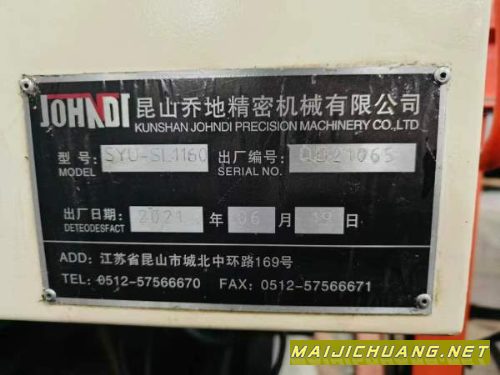 JOHNDI 昆山乔地精密机械有限公司
KUNSHAN JOHNDI PRECISION MACHINERY CO.,LTD
型号: SYU-SL1160 出厂编号: QD21065
MODEL SERIAL NO.
出厂日期: 2021 年 06 月 19 日
DETEODESFACT
ADD: 江苏省昆山市城北中环路169号
TEL: 0512-57566670 FAX: 0512-57566671
MAIJICHUANG.NET